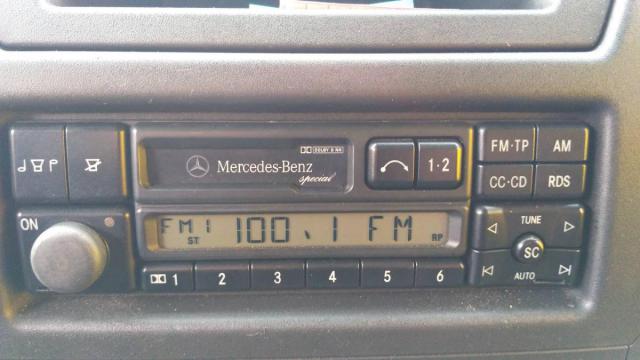 DOLBY B NR
Mercedes-Benz
special
1·2
FM·TP
AM
CC·CD
RDS
ON
FM1
ST
100.1 FM
RP
TUNE
SC
AUTO
1 2 3 4 5 6